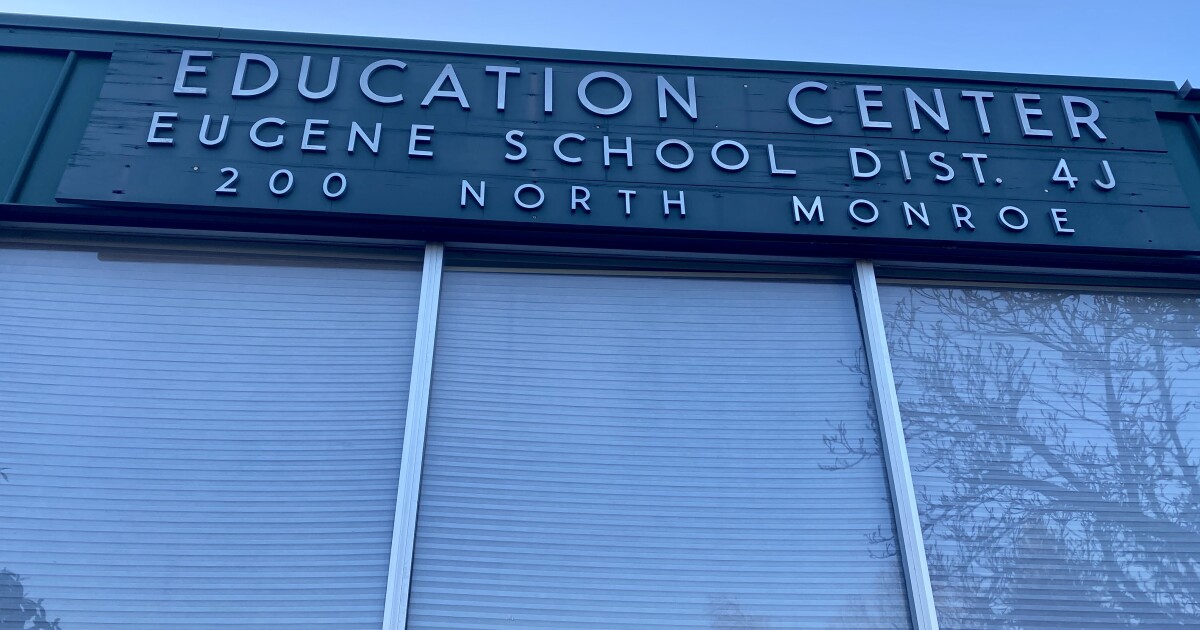 EDUCATION CENTER
EUGENE SCHOOL DIST. 4J
200 NORTH MONROE